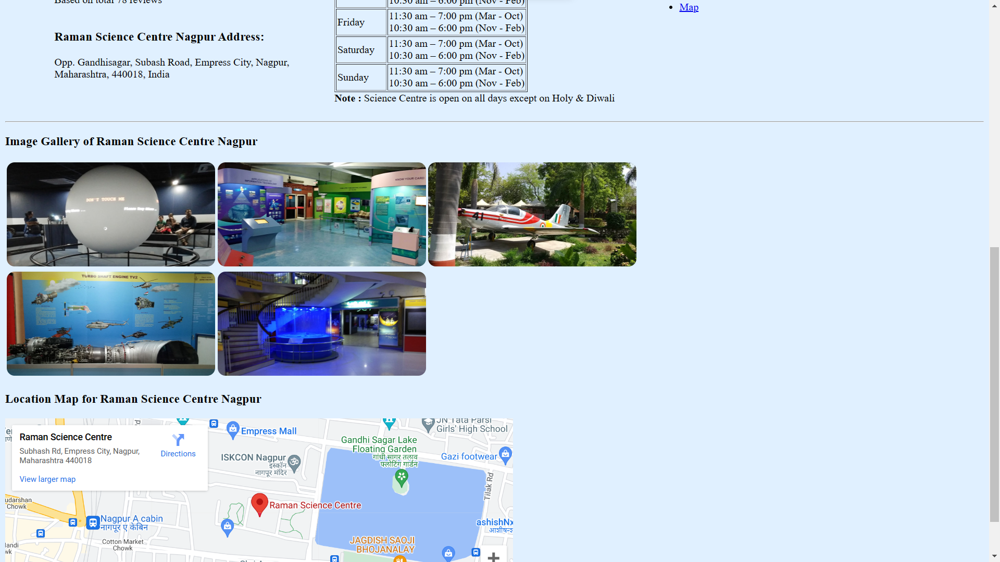 Based on total 78 reviews
Raman Science Centre Nagpur Address:
Opp. Gandhisagar, Subash Road, Empress City, Nagpur,
Maharashtra, 440018, India
10:30 am – 6:00 pm (Nov - Feb)
Friday
11:30 am – 7:00 pm (Mar - Oct)
10:30 am – 6:00 pm (Nov - Feb)
Saturday
11:30 am – 7:00 pm (Mar - Oct)
10:30 am – 6:00 pm (Nov - Feb)
Sunday
11:30 am – 7:00 pm (Mar - Oct)
10:30 am – 6:00 pm (Nov - Feb)
Note : Science Centre is open on all days except on Holy & Diwali
Map
Image Gallery of Raman Science Centre Nagpur
DON'T TOUCH ME
APPLICATIONS OF
INFORMATION TECHNOLOGY
KNOW YOUR CARD
41
TURBO SHAFT ENGINE TV2
Location Map for Raman Science Centre Nagpur
Raman Science Centre
Subhash Rd, Empress City, Nagpur,
Maharashtra 440018
Directions
View larger map
Empress Mall
JN Tata Parsi
Girls' High School
Gandhi Sagar Lake
Floating Garden
गांधी सागर तलाव
फ्लोटिंग गार्डन
ISKCON Nagpur
इस्कॉन
नागपूर मंदिर
Gazi footwear
Tilak Rd
Raman Science Centre
udarshan
Chowk
Nagpur A cabin
नागपूर ए केबिन
ashishNx
Cotton Market
Chowk
JAGDISH SAOJI
BHOJANALAY